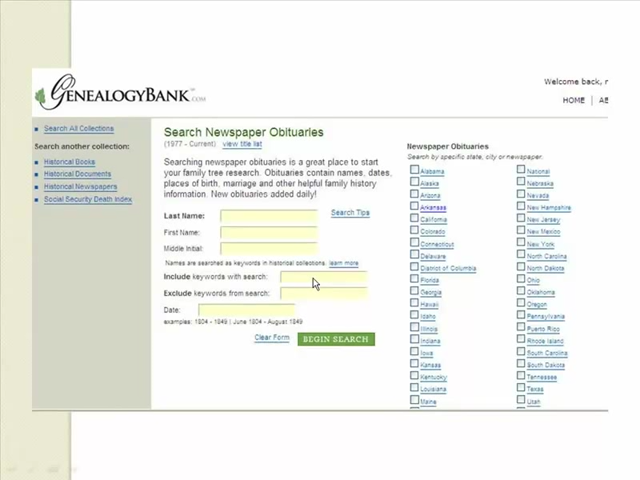 GENEALOGYBANK.COM
Welcome back,
HOME
Search All Collections
Search another collection:
Historical Books
Historical Documents
Historical Newspapers
Social Security Death Index
Search Newspaper Obituaries
(1977 - Current) view title list
Searching newspaper obituaries is a great place to start
your family tree research. Obituaries contain names, dates,
places of birth, marriage and other helpful family history
information. New obituaries added daily!
Last Name:
Search Tips
First Name:
Middle Initial:
Names are searched as keywords in historical collections. learn more
Include keywords with search:
Exclude keywords from search:
Date:
examples: 1804 - 1849 | June 1804 - August 1849
Clear Form
BEGIN SEARCH
Newspaper Obituaries
Search by specific state, city or newspaper.
Alabama
Alaska
Arizona
Arkansas
California
Colorado
Connecticut
Delaware
District of Columbia
Florida
Georgia
Hawaii
Idaho
Illinois
Indiana
Iowa
Kansas
Kentucky
Louisiana
Maine
National
Nebraska
Nevada
New Hampshire
New Jersey
New Mexico
New York
North Carolina
North Dakota
Ohio
Oklahoma
Oregon
Pennsylvania
Puerto Rico
Rhode Island
South Carolina
South Dakota
Tennessee
Texas
Utah